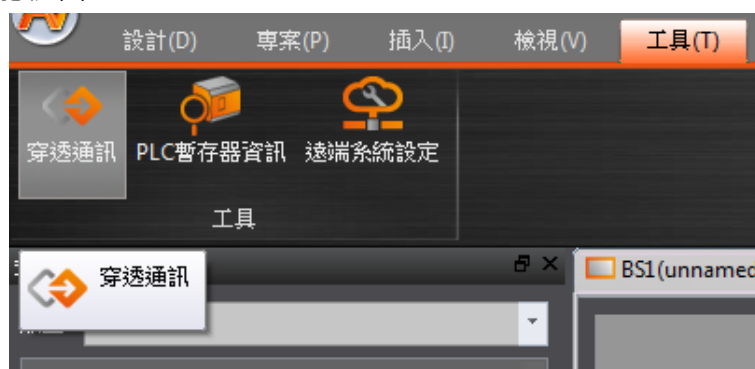 設計(D) 專案(P) 插入(I) 檢視(V) 工具(T)
穿透通訊 PLC暫存器資訊 遠端系統設定
工具
穿透通訊
BS1(unnamed